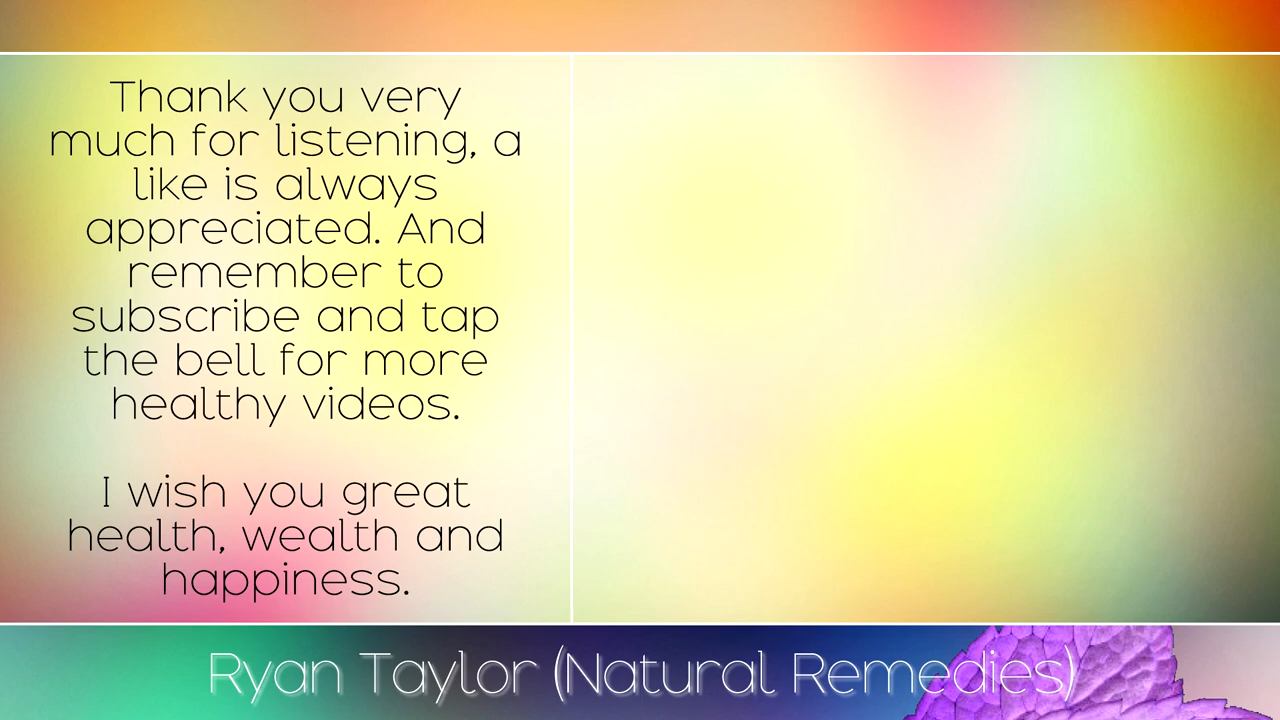 Thank you very
much for listening, a
like is always
appreciated. And
remember to
subscribe and tap
the bell for more
healthy videos.
I wish you great
health, wealth and
happiness.
Ryan Taylor (Natural Remedies)